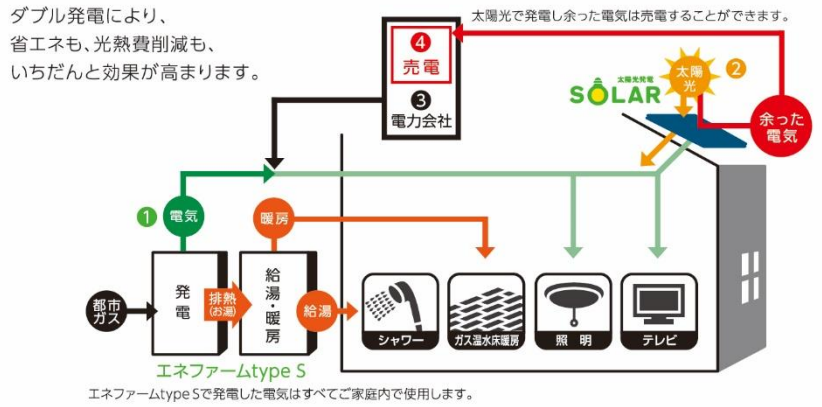 ダブル発電により、
省エネも、光熱費削減も、
いちだんと効果が高まります。
太陽光で発電し余った電気は売電することができます。
❹
売電
❸
電力会社
太陽光発電
SOLAR
太陽
光
❷
余った
電気
❶
電気
暖房
都市
ガス
発電
排熱
(お湯)
給湯・暖房
給湯
シャワー
ガス温水床暖房
照 明
テレビ
エネファームtype S
エネファームtype Sで発電した電気はすべてご家庭内で使用します。